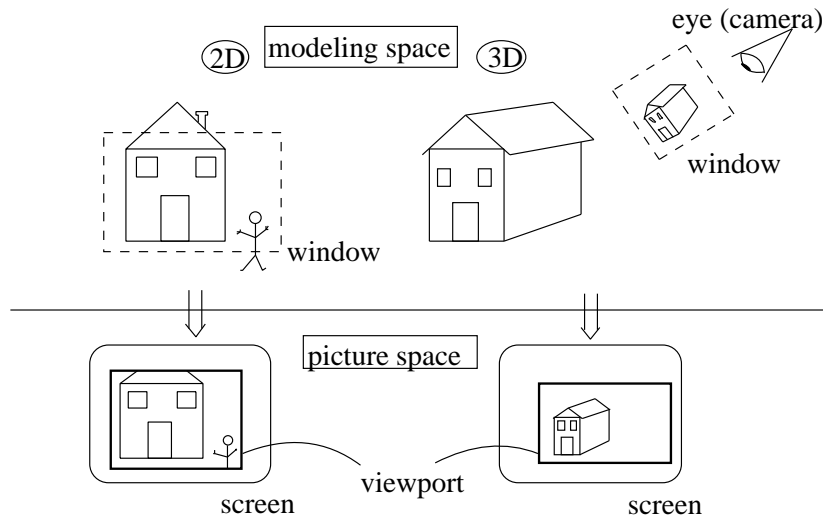 eye (camera)
2D modeling space 3D
window
window
picture space
viewport
screen
screen